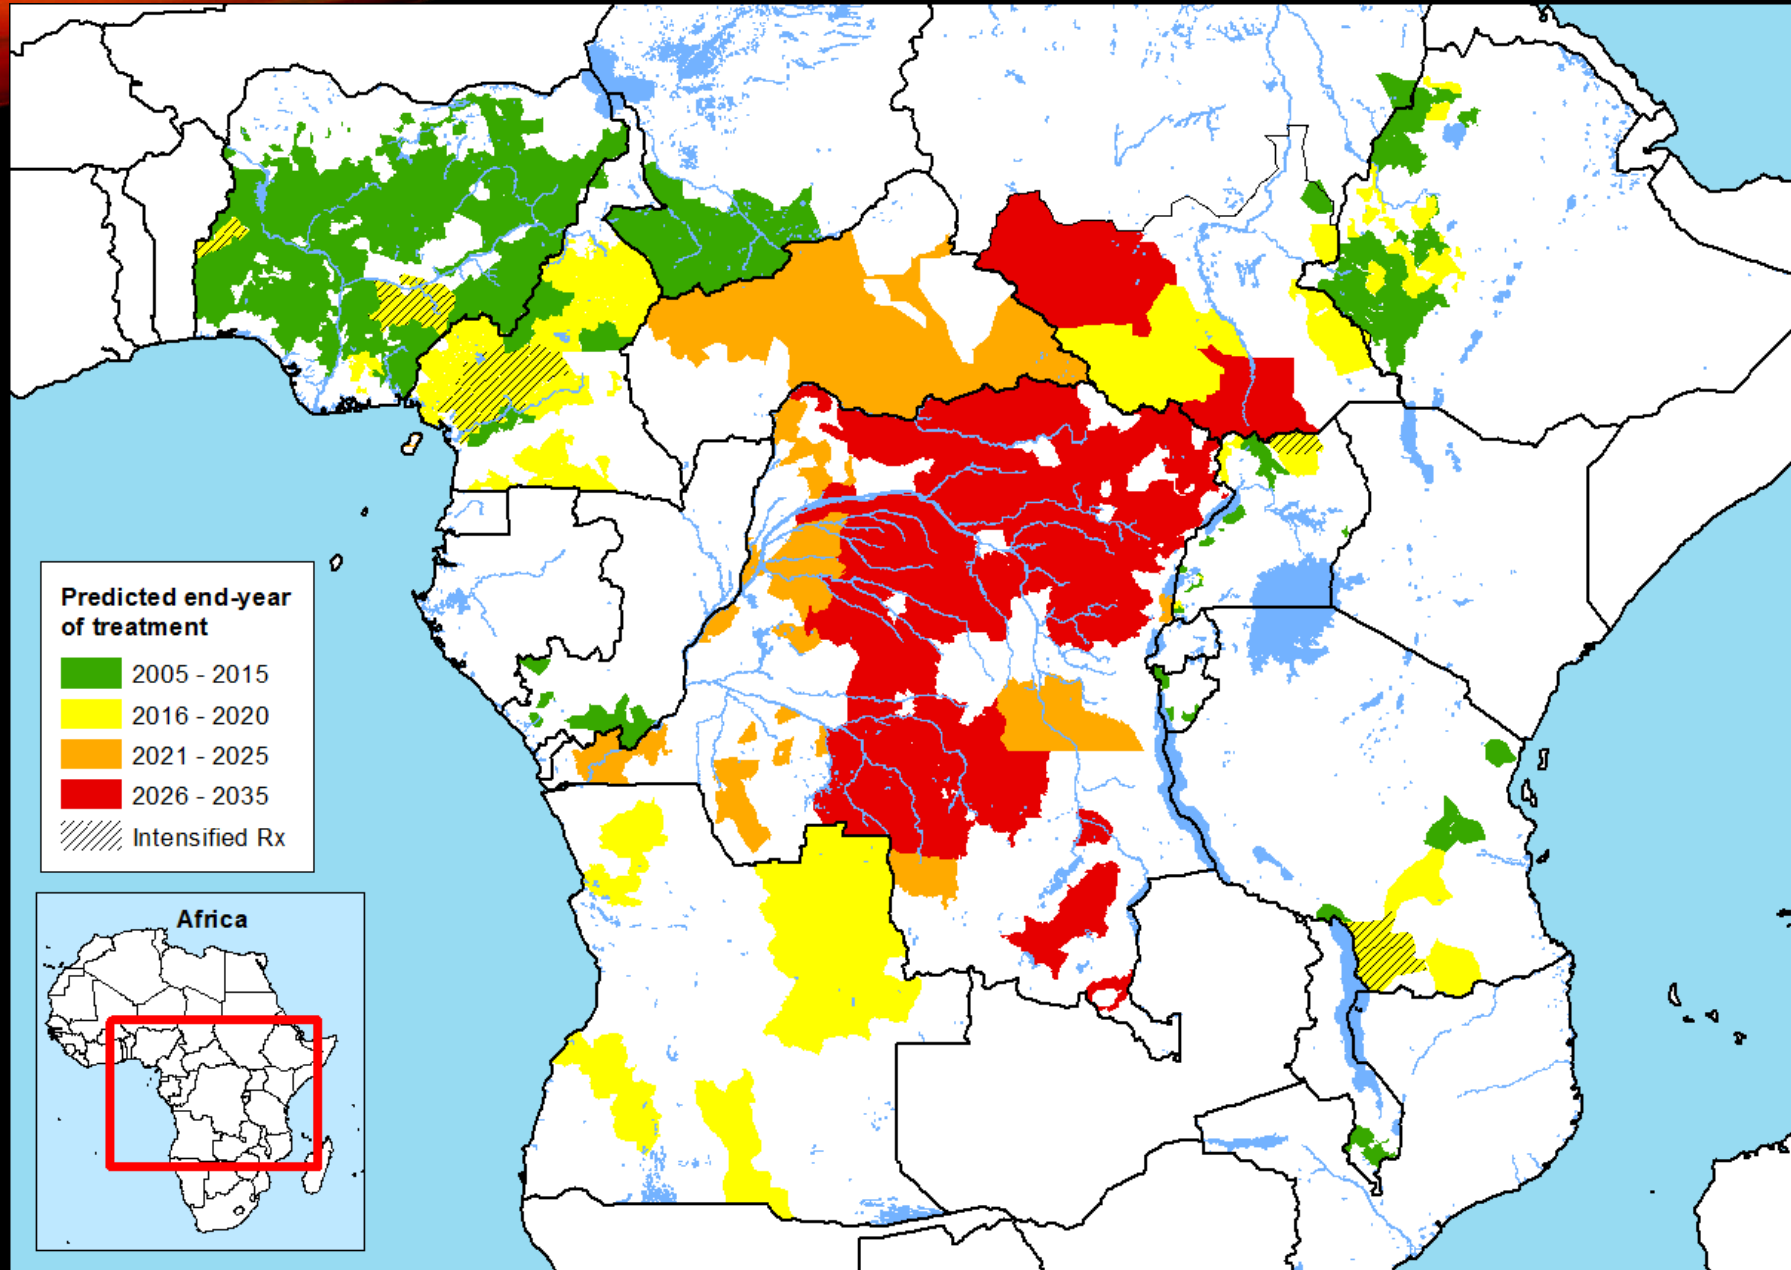 Predicted end-year
of treatment
2005 - 2015
2016 - 2020
2021 - 2025
2026 - 2035
Intensified Rx
Africa